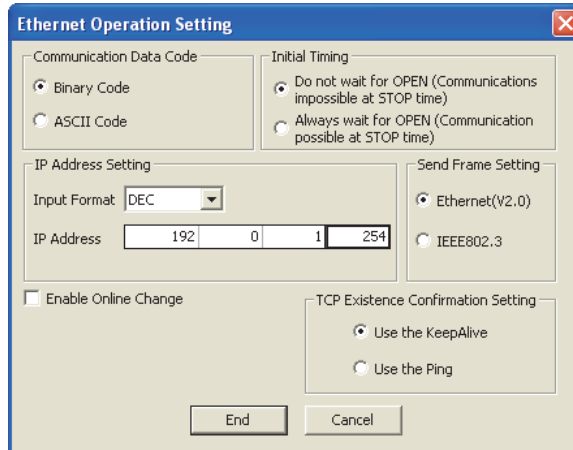 Ethernet Operation Setting
Communication Data Code
Binary Code
ASCII Code
Initial Timing
Do not wait for OPEN (Communications
impossible at STOP time)
Always wait for OPEN (Communication
possible at STOP time)
IP Address Setting
Input Format DEC
IP Address 192 0 1 254
Send Frame Setting
Ethernet(V2.0)
IEEE802.3
Enable Online Change
TCP Existence Confirmation Setting
Use the KeepAlive
Use the Ping
End Cancel